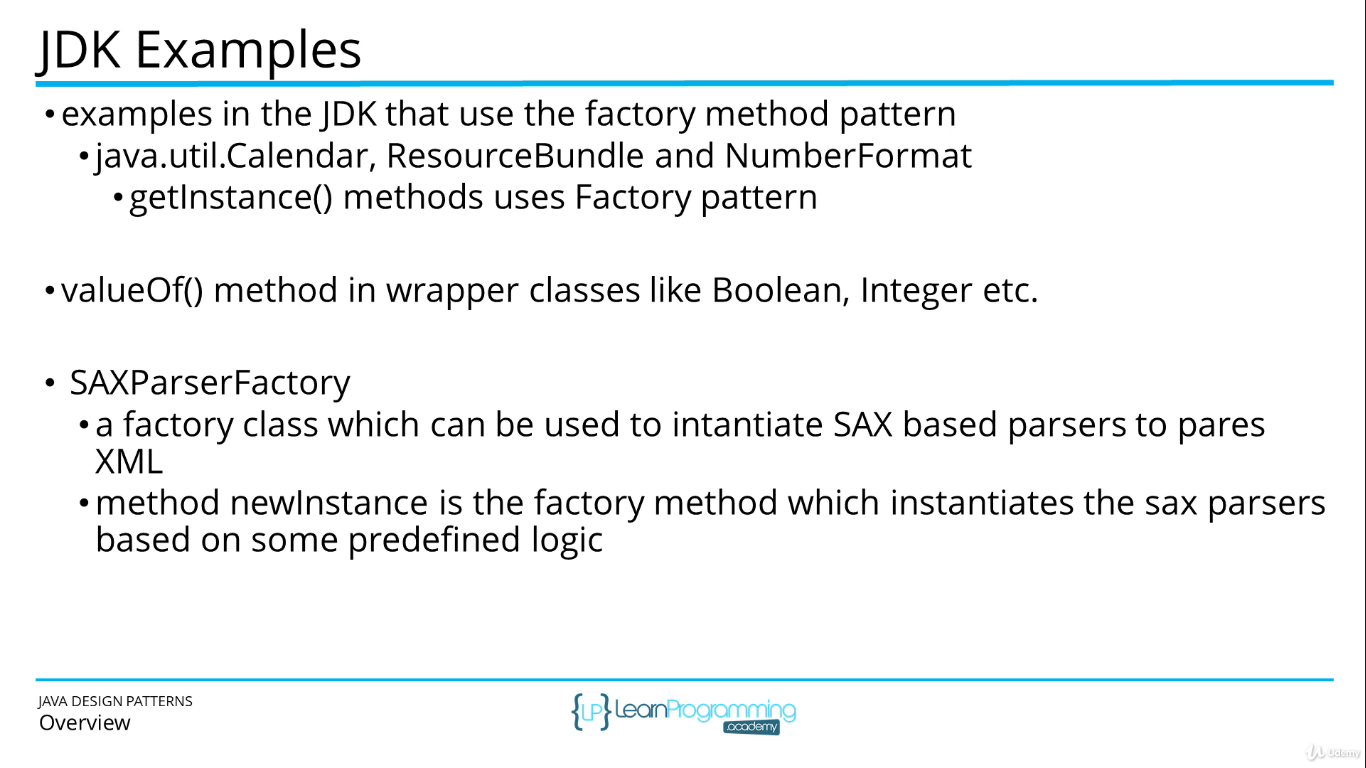 JDK Examples
• examples in the JDK that use the factory method pattern
• java.util.Calendar, ResourceBundle and NumberFormat
• getInstance() methods uses Factory pattern
• valueOf() method in wrapper classes like Boolean, Integer etc.
• SAXParserFactory
• a factory class which can be used to intantiate SAX based parsers to pares
XML
• method newInstance is the factory method which instantiates the sax parsers
based on some predefined logic
JAVA DESIGN PATTERNS
Overview
{LP} LearnProgramming
.academy
Udemy